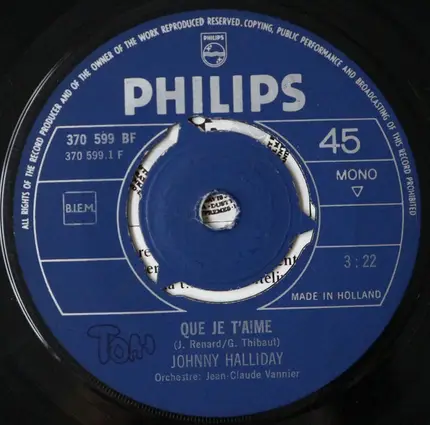 ALL RIGHTS OF THE RECORD PRODUCER AND OF THE OWNER OF THE WORK REPRODUCED RESERVED. COPYING, PUBLIC PERFORMANCE AND BROADCASTING OF THIS RECORD PROHIBITED
PHILIPS
PHILIPS
370 599 BF
370 599.1 F
45
MONO
B.I.E.M.
3:22
MADE IN HOLLAND
QUE JE T'AIME
(J. Renard/G. Thibaut)
JOHNNY HALLIDAY
Orchestre: Jean-Claude Vannier